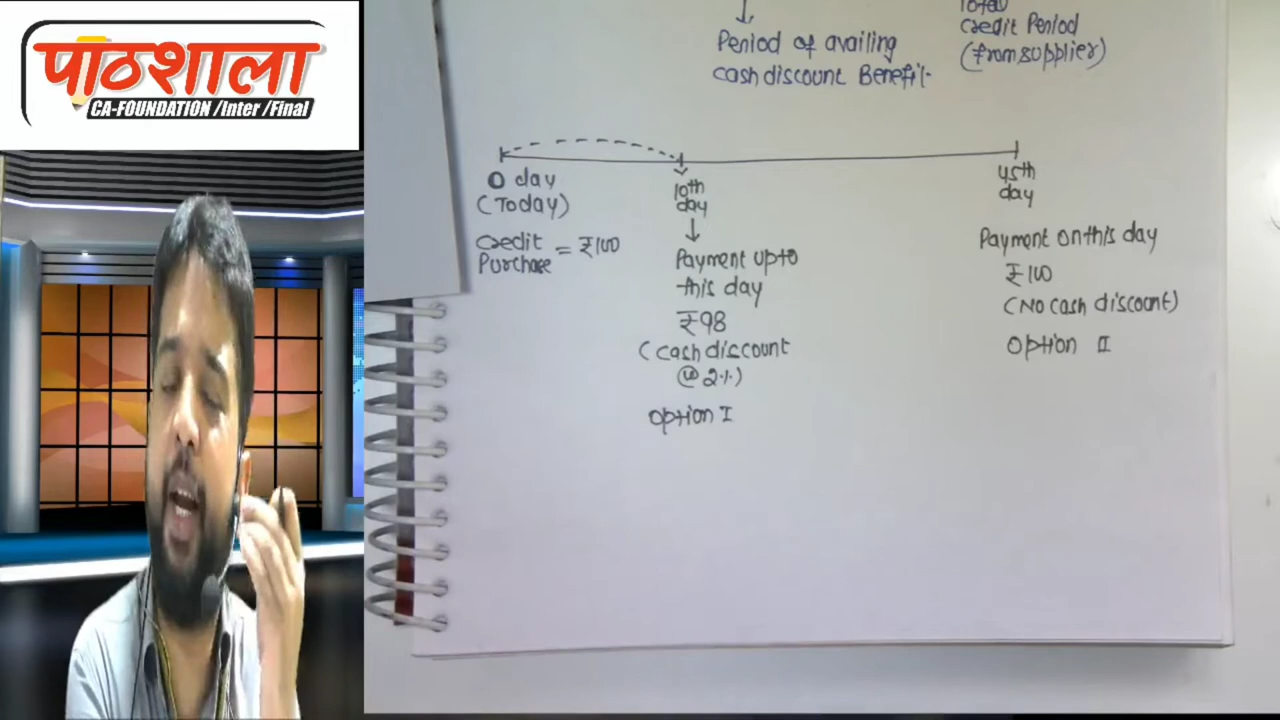 पाठशाला
CA-FOUNDATION /Inter /Final
Total
Credit Period
(from supplier)
Period of availing
cash discount Benefit
0 day
(Today)
Credit
Purchase = ₹100
10th
day
Payment upto
this day
₹98
(cash discount
@ 2%)
Option I
45th
day
Payment on this day
₹100
(No cash discount)
Option II